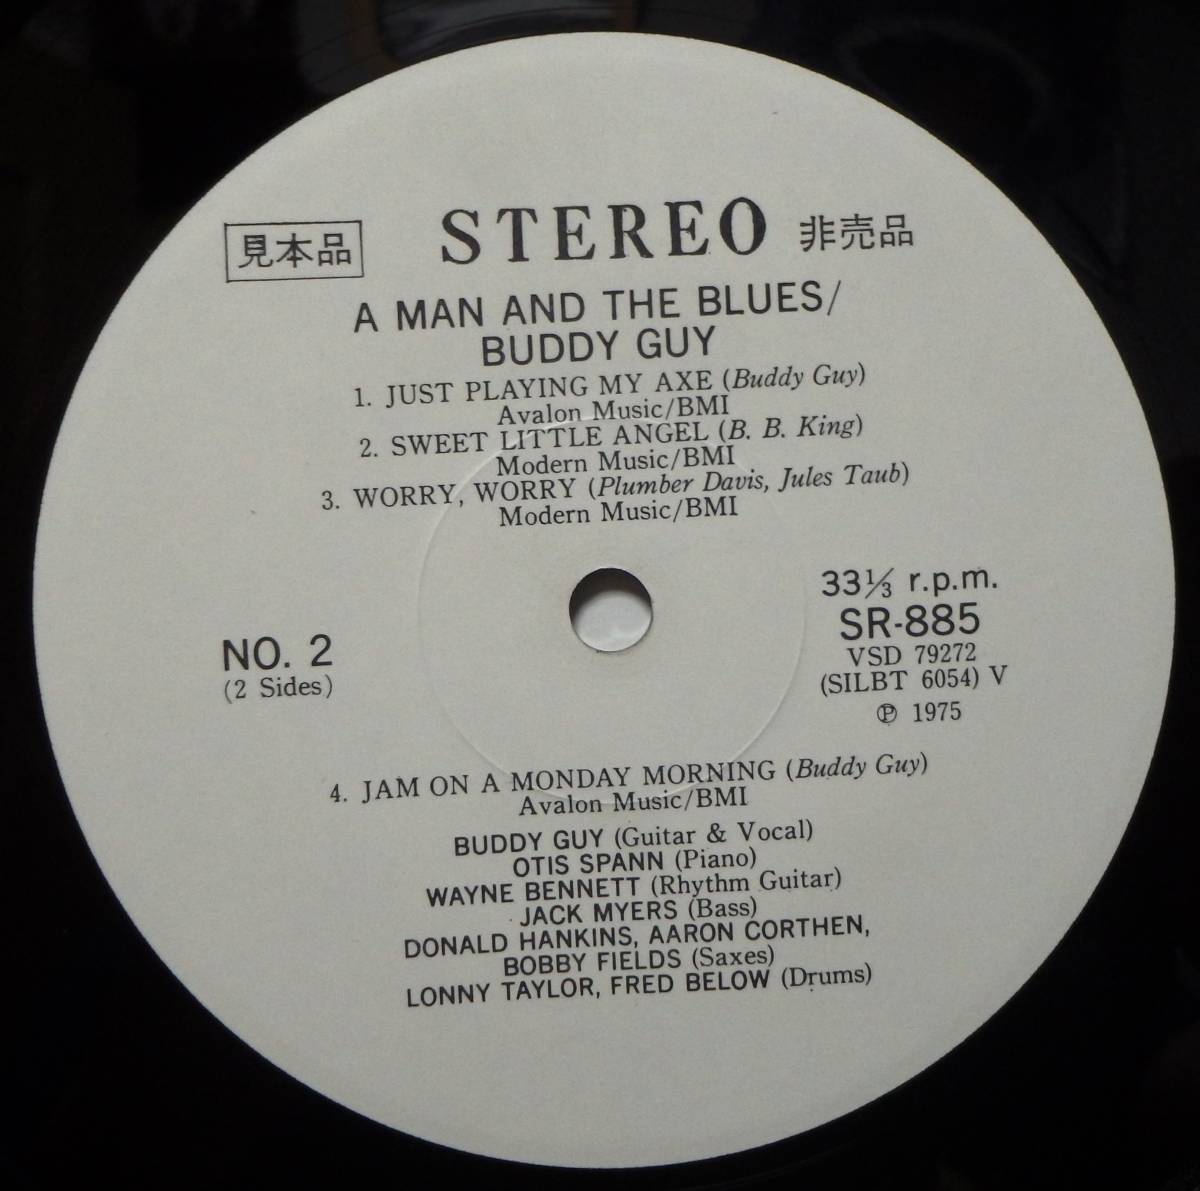 見本品 STEREO 非売品
A MAN AND THE BLUES/
BUDDY GUY
1. JUST PLAYING MY AXE (Buddy Guy)
Avalon Music/BMI
2. SWEET LITTLE ANGEL (B. B. King)
Modern Music/BMI
3. WORRY, WORRY (Plumber Davis, Jules Taub)
Modern Music/BMI
33⅓ r.p.m.
SR-885
VSD 79272
(SILBT 6054) V
℗ 1975
NO. 2
(2 Sides)
4. JAM ON A MONDAY MORNING (Buddy Guy)
Avalon Music/BMI
BUDDY GUY (Guitar & Vocal)
OTIS SPANN (Piano)
WAYNE BENNETT (Rhythm Guitar)
JACK MYERS (Bass)
DONALD HANKINS, AARON CORTHEN,
BOBBY FIELDS (Saxes)
LONNY TAYLOR, FRED BELOW (Drums)